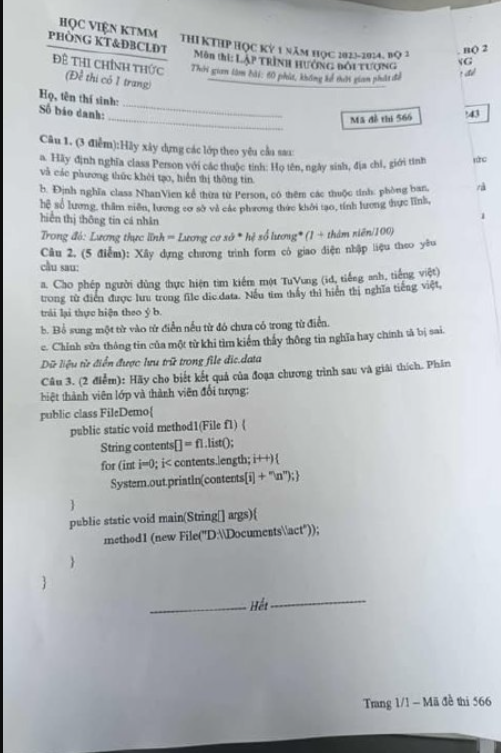 HỌC VIỆN KTMM
PHÒNG KT&ĐBCLĐT
ĐỀ THI CHÍNH THỨC
(Đề thi có 1 trang)
THI KTHP HỌC KỲ 1 NĂM HỌC 2023-2024, BỘ 2
Môn thi: LẬP TRÌNH HƯỚNG ĐỐI TƯỢNG
Thời gian làm bài: 60 phút, không kể thời gian phát đề
Họ, tên thí sinh:
Số báo danh:
Mã đề thi 566
Câu 1. (3 điểm):Hãy xây dựng các lớp theo yêu cầu sau:
a. Hãy định nghĩa class Person với các thuộc tính: Họ tên, ngày sinh, địa chỉ, giới tính
và các phương thức khởi tạo, hiển thị thông tin.
b. Định nghĩa class NhanVien kế thừa từ Person, có thêm các thuộc tính: phòng ban,
hệ số lương, thâm niên, lương cơ sở và các phương thức khởi tạo, tính lương thực lĩnh,
hiển thị thông tin cá nhân
Trong đó: Lương thực lĩnh = Lương cơ sở * hệ số lương* (1 + thâm niên/100)
Câu 2. (5 điểm): Xây dựng chương trình form có giao diện nhập liệu theo yêu
cầu sau:
a. Cho phép người dùng thực hiện tìm kiếm một TuVung (id, tiếng anh, tiếng việt)
trong từ điển được lưu trong file dic.data. Nếu tìm thấy thì hiển thị nghĩa tiếng việt,
trái lại thực hiện theo ý b.
b. Bổ sung một từ vào từ điển nếu từ đó chưa có trong từ điển.
c. Chỉnh sửa thông tin của một từ khi tìm kiếm thấy thông tin nghĩa hay chính tả bị sai.
Dữ liệu từ điển được lưu trữ trong file dic.data
Câu 3. (2 điểm): Hãy cho biết kết quả của đoạn chương trình sau và giải thích. Phân
biệt thành viên lớp và thành viên đối tượng:
public class FileDemo{
public static void method1(File f1) {
String contents[] = f1.list();
for (int i=0; i< contents.length; i++){
System.out.println(contents[i] + "\n");}
}
public static void main(String[] args){
method1 (new File("D:\\Documents\\act"));
}
}
Hết
Trang 1/1 – Mã đề thi 566
BỘ 2
343